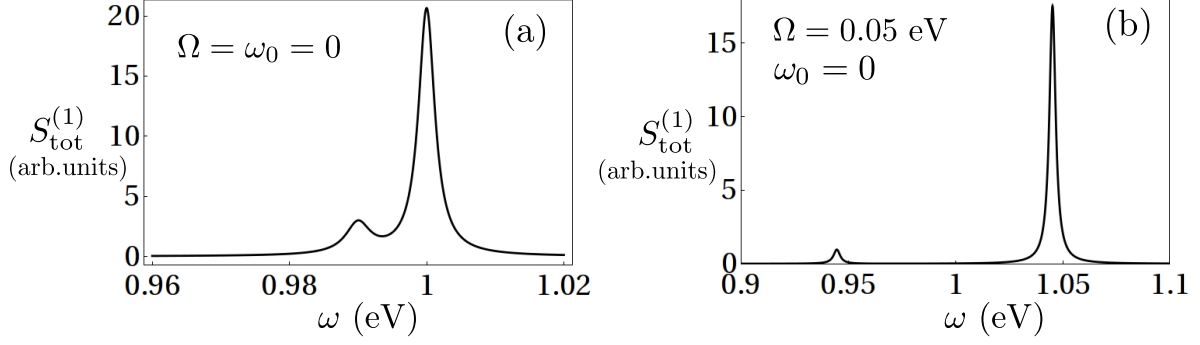 20
15
10
5
0
S_tot^(1)
(arb.units)
Ω = ω₀ = 0
(a)
0.96
0.98
1
1.02
ω (eV)
15
10
5
0
S_tot^(1)
(arb.units)
Ω = 0.05 eV
ω₀ = 0
(b)
0.9
0.95
1
1.05
1.1
ω (eV)